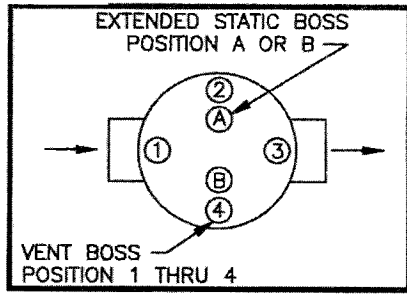 EXTENDED STATIC BOSS
POSITION A OR B
2
A
1
3
B
4
VENT BOSS
POSITION 1 THRU 4